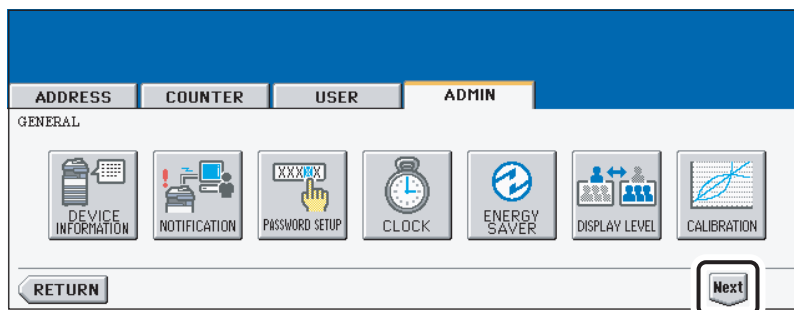 ADDRESS COUNTER USER ADMIN
GENERAL
XXXXX
DEVICE INFORMATION NOTIFICATION PASSWORD SETUP CLOCK ENERGY SAVER DISPLAY LEVEL CALIBRATION
RETURN Next